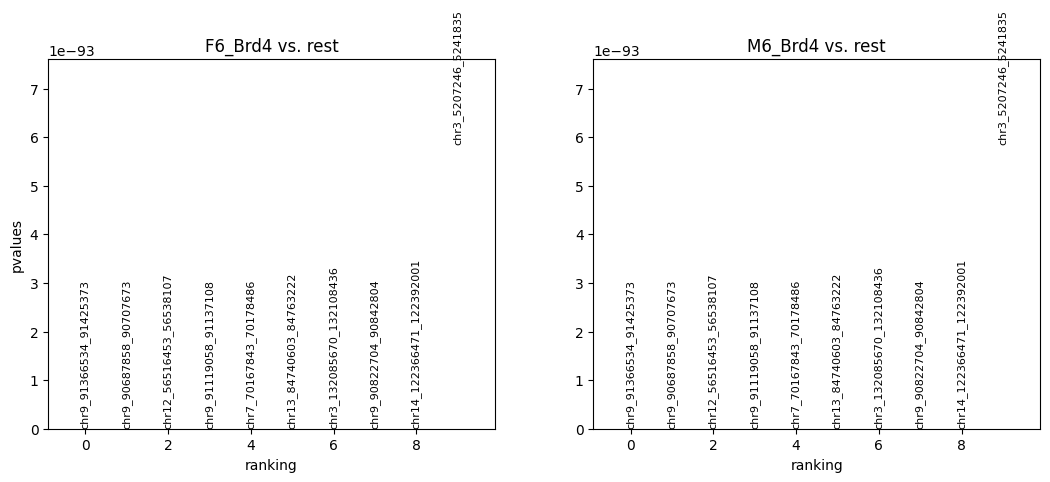 F6_Brd4 vs. rest
1e−93
pvalues
7
6
5
4
3
2
1
0
chr9_91366534_91425373
chr9_90687858_90707673
chr12_56516453_56538107
chr9_91119058_91137108
chr7_70167843_70178486
chr13_84740603_84763222
chr3_132085670_132108436
chr9_90822704_90842804
chr14_122366471_122392001
chr3_5207246_5241835
0 2 4 6 8
ranking
M6_Brd4 vs. rest
1e−93
7
6
5
4
3
2
1
0
chr9_91366534_91425373
chr9_90687858_90707673
chr12_56516453_56538107
chr9_91119058_91137108
chr7_70167843_70178486
chr13_84740603_84763222
chr3_132085670_132108436
chr9_90822704_90842804
chr14_122366471_122392001
chr3_5207246_5241835
0 2 4 6 8
ranking